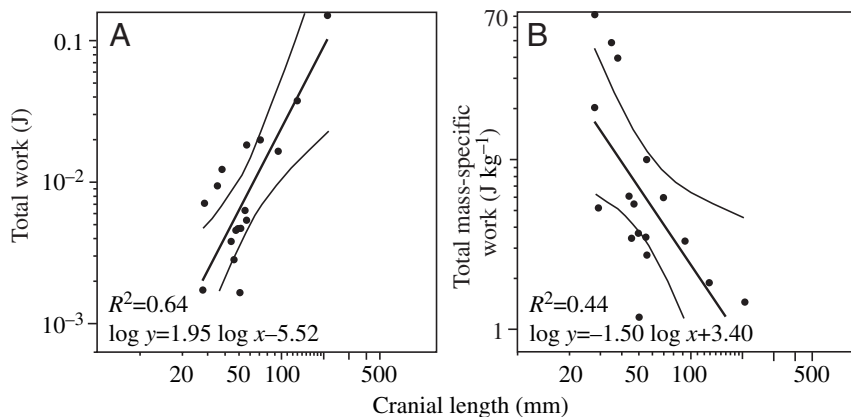 A
0.1
10⁻²
10⁻³
Total work (J)
R²=0.64
log y=1.95 log x–5.52
20 50 100 500
B
70
1
Total mass-specific
work (J kg⁻¹)
R²=0.44
log y=–1.50 log x+3.40
20 50 100 500
Cranial length (mm)